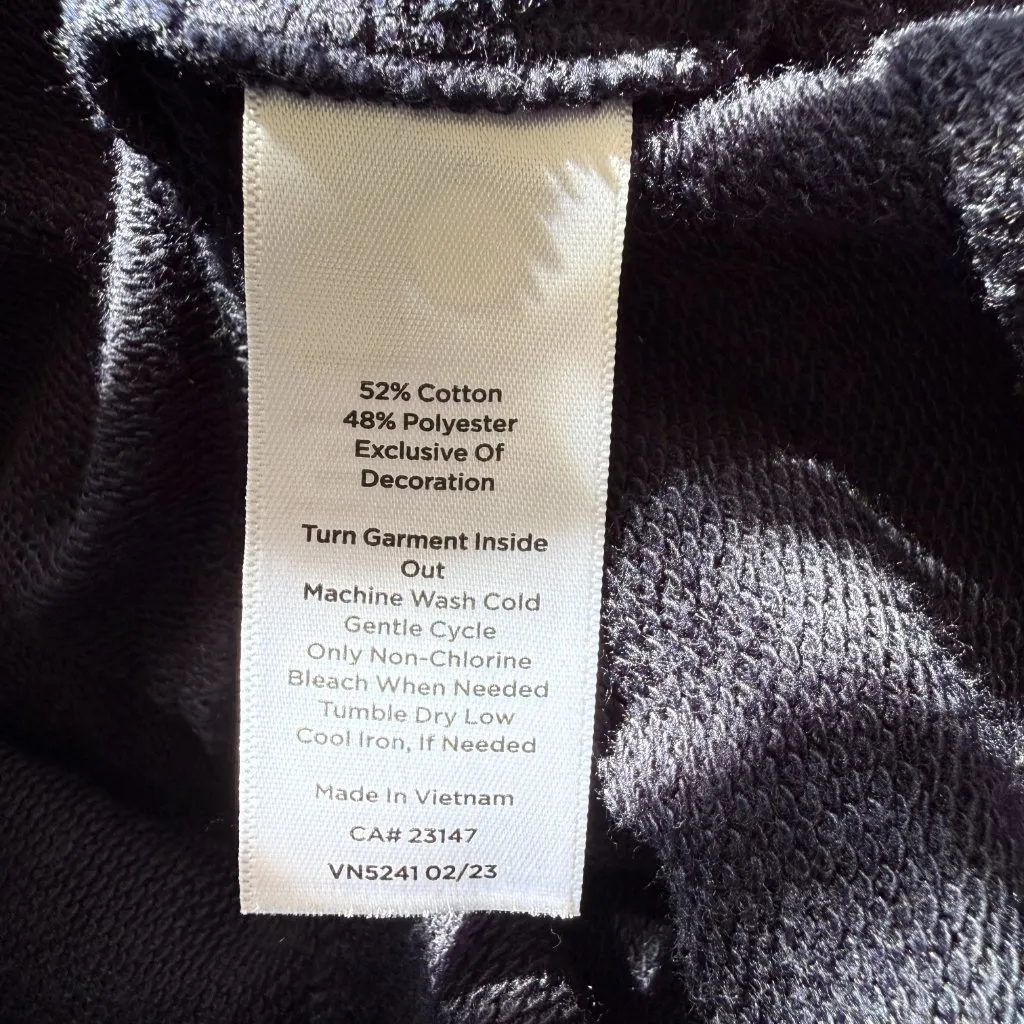 52% Cotton
48% Polyester
Exclusive Of
Decoration
Turn Garment Inside
Out
Machine Wash Cold
Gentle Cycle
Only Non-Chlorine
Bleach When Needed
Tumble Dry Low
Cool Iron, If Needed
Made In Vietnam
CA# 23147
VN5241 02/23